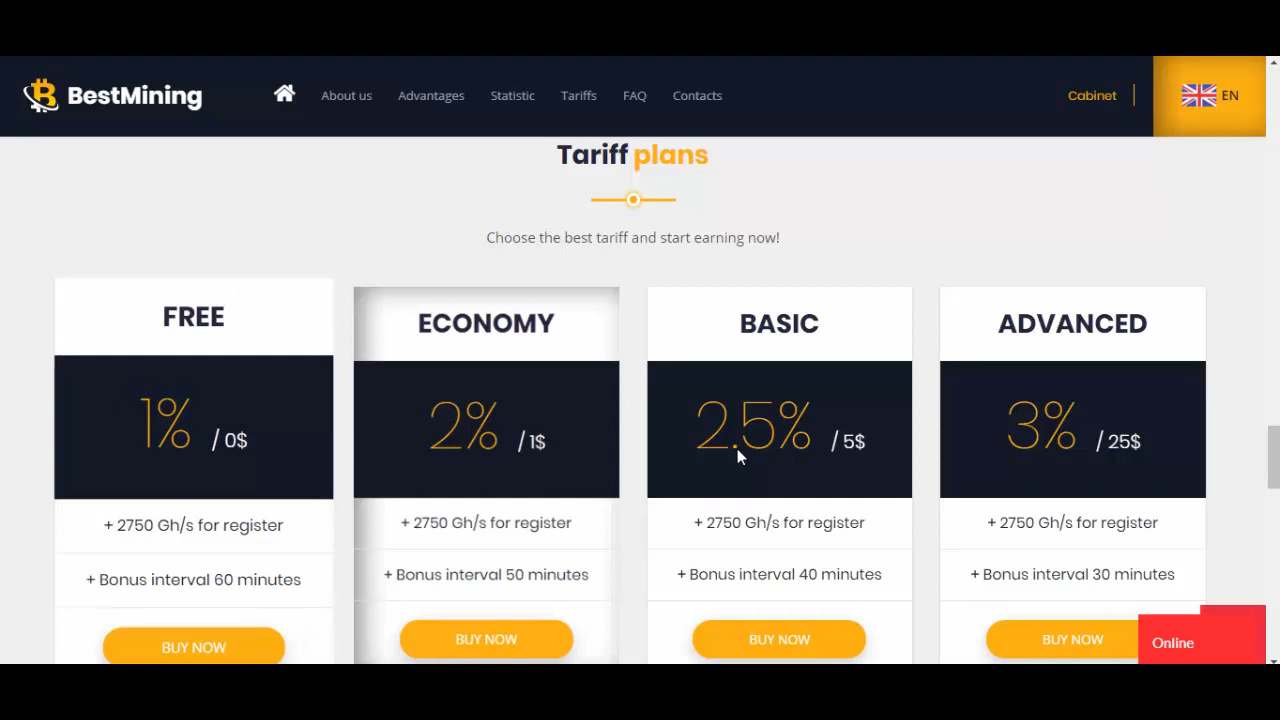 BestMining
About us
Advantages
Statistic
Tariffs
FAQ
Contacts
Cabinet
EN
Tariff plans
Choose the best tariff and start earning now!
FREE
1% / 0$
+ 2750 Gh/s for register
+ Bonus interval 60 minutes
BUY NOW
ECONOMY
2% / 1$
+ 2750 Gh/s for register
+ Bonus interval 50 minutes
BUY NOW
BASIC
2.5% / 5$
+ 2750 Gh/s for register
+ Bonus interval 40 minutes
BUY NOW
ADVANCED
3% / 25$
+ 2750 Gh/s for register
+ Bonus interval 30 minutes
BUY NOW
Online